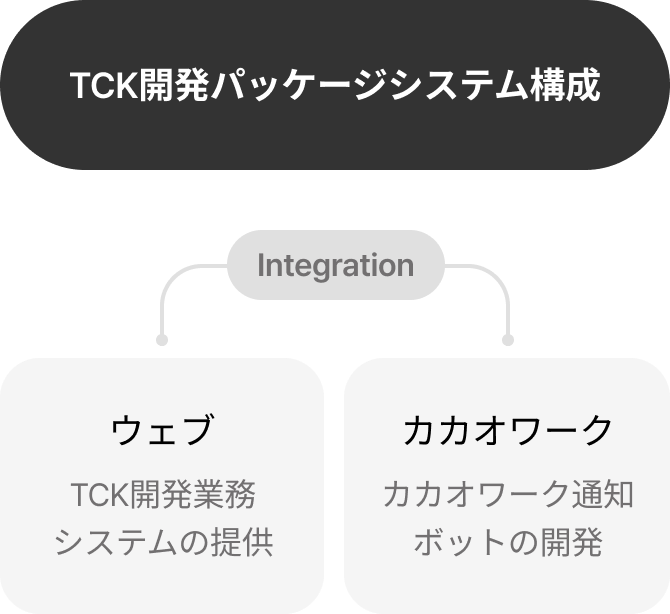 TCK開発パッケージシステム構成
Integration
ウェブ
TCK開発業務
システムの提供
カカオワーク
カカオワーク通知
ボットの開発